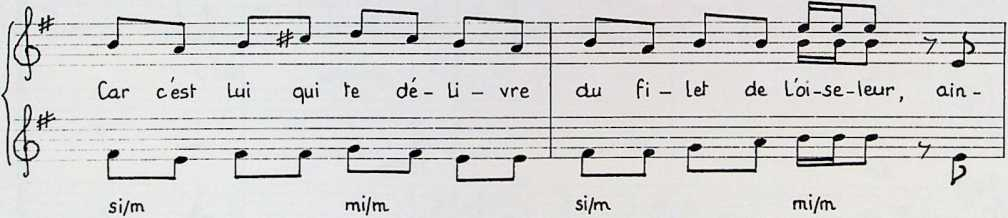 Car c'est Lui qui te dé-li-vre du fi-let de L'oi-se-leur, ain-
si/m mi/m si/m mi/m